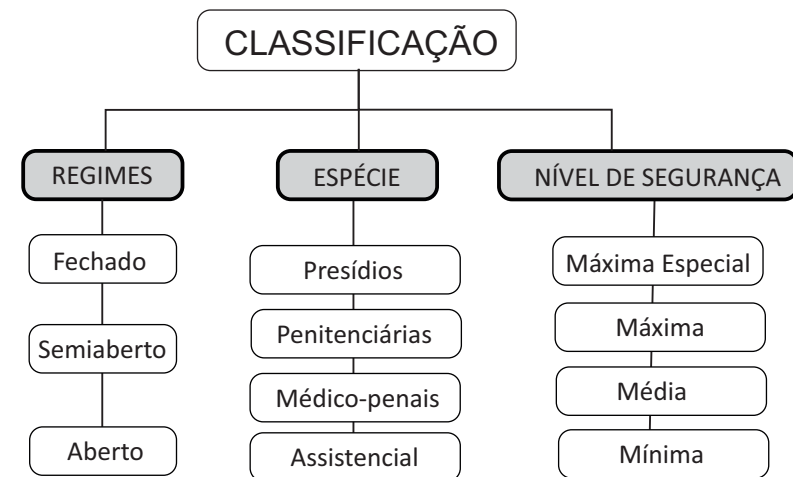 CLASSIFICAÇÃO
REGIMES
Fechado
Semiaberto
Aberto
ESPÉCIE
Presídios
Penitenciárias
Médico-penais
Assistencial
NÍVEL DE SEGURANÇA
Máxima Especial
Máxima
Média
Mínima